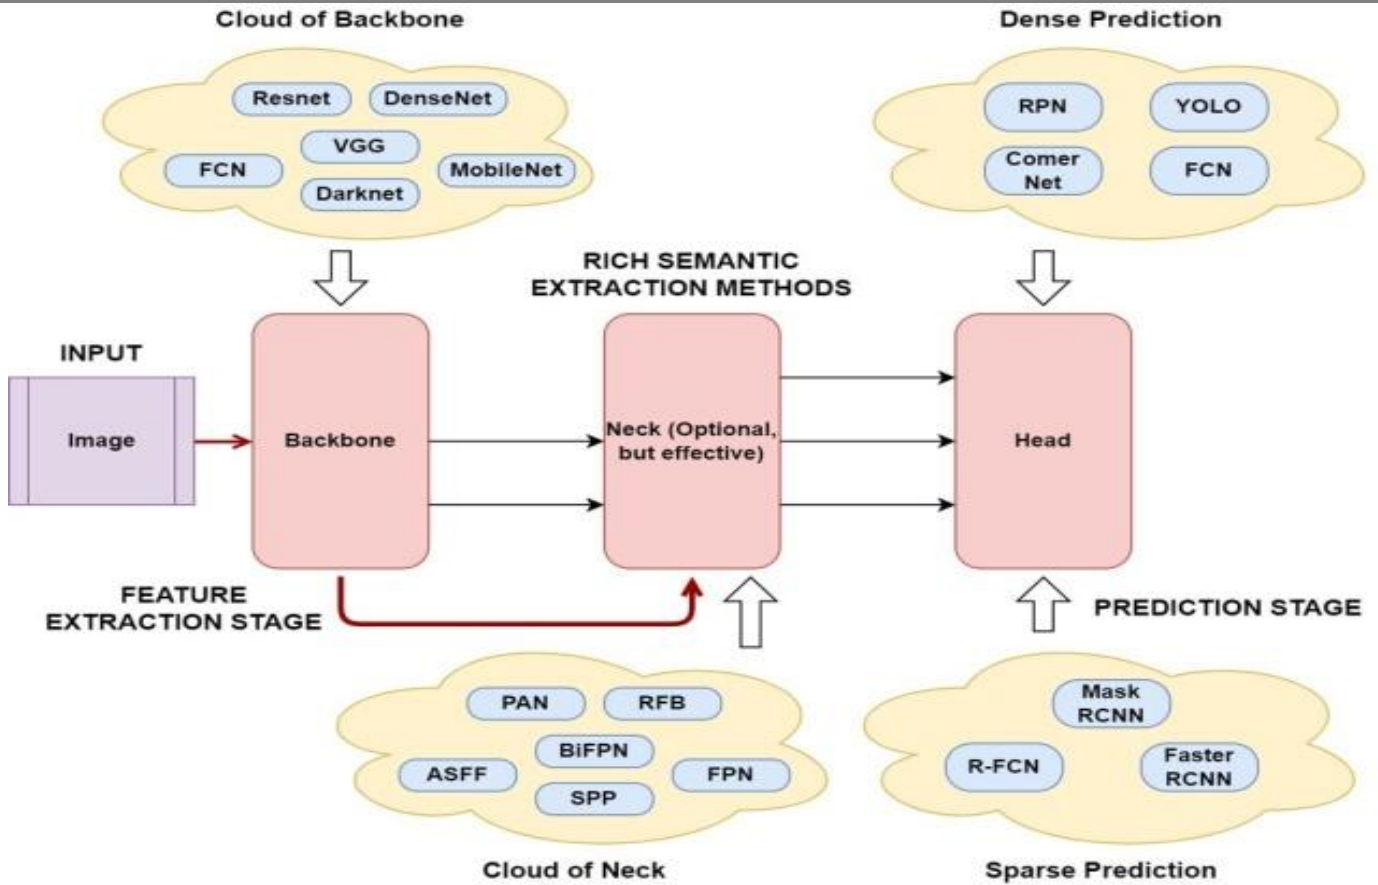 Cloud of Backbone
Dense Prediction
Resnet
DenseNet
VGG
FCN
MobileNet
Darknet
RPN
YOLO
Comer
Net
FCN
RICH SEMANTIC
EXTRACTION METHODS
INPUT
Image
Backbone
Neck (Optional,
but effective)
Head
FEATURE
EXTRACTION STAGE
PREDICTION STAGE
PAN
RFB
BiFPN
ASFF
FPN
SPP
Mask
RCNN
R-FCN
Faster
RCNN
Cloud of Neck
Sparse Prediction